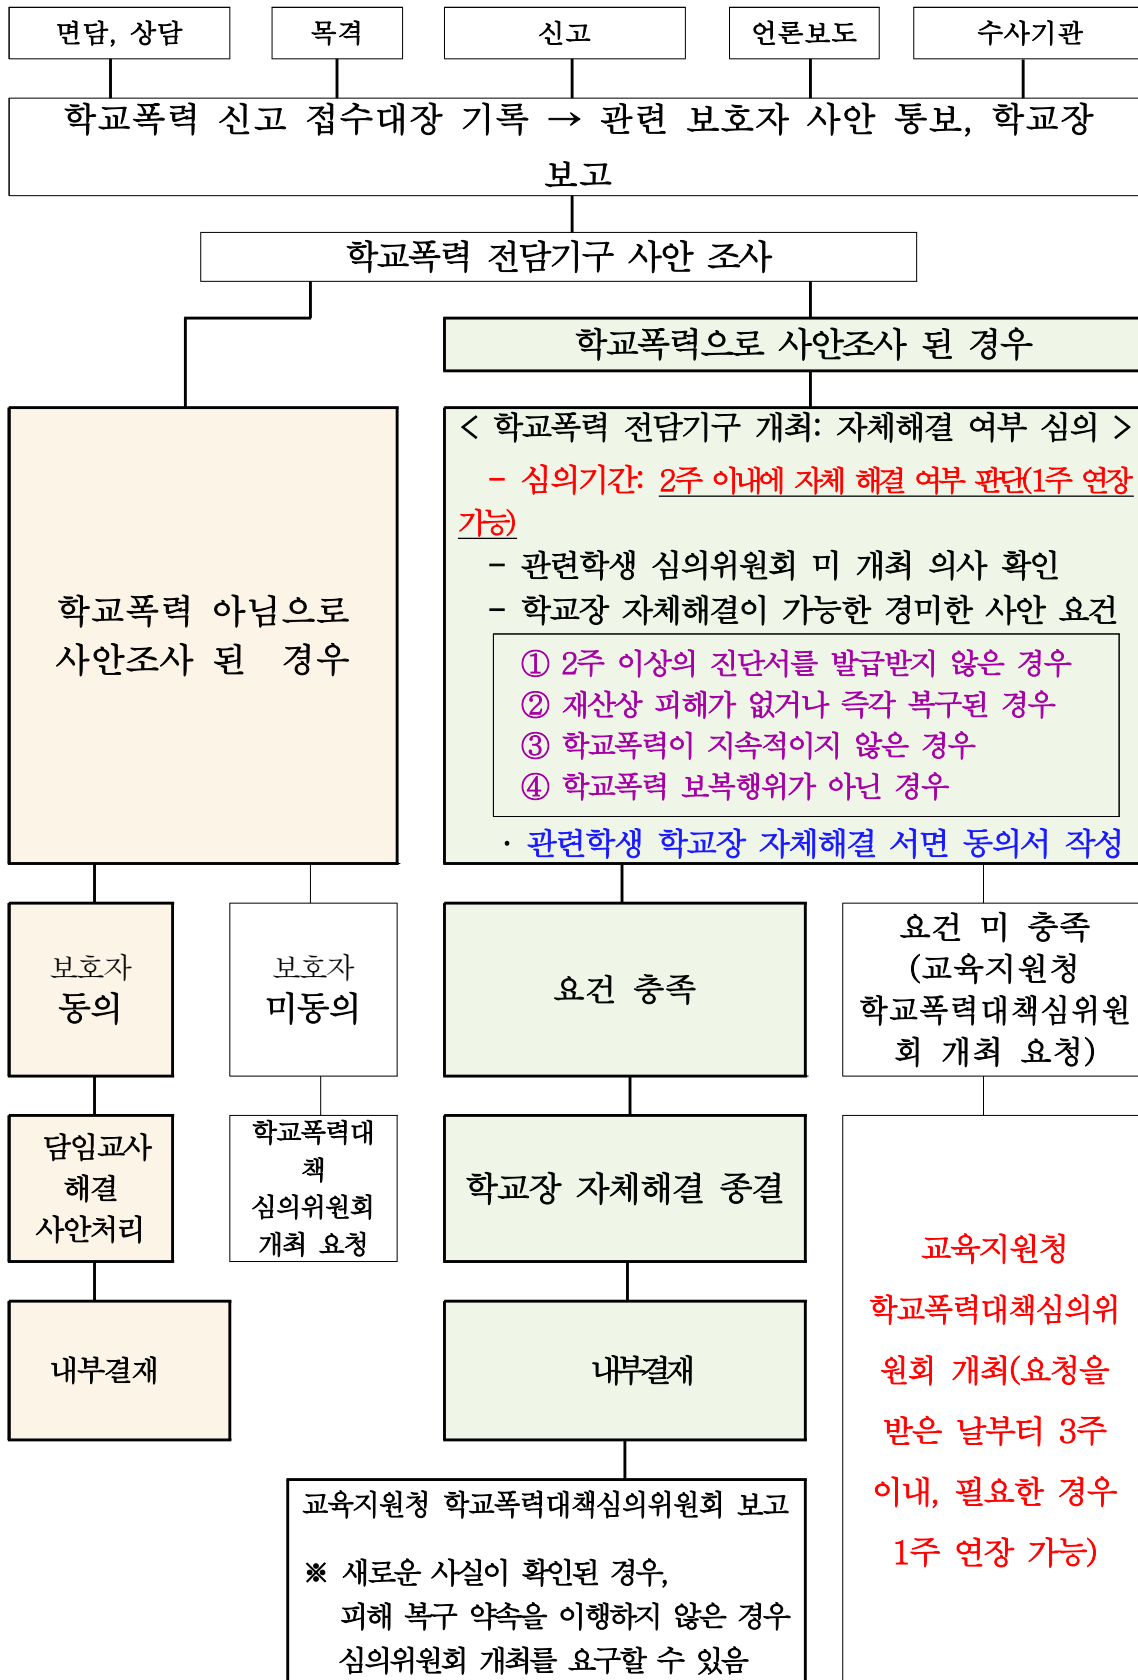 면담, 상담
목격
신고
언론보도
수사기관
학교폭력 신고 접수대장 기록 → 관련 보호자 사안 통보, 학교장
보고
학교폭력 전담기구 사안 조사
학교폭력으로 사안조사 된 경우
학교폭력 아님으로
사안조사 된 경우
< 학교폭력 전담기구 개최: 자체해결 여부 심의 >
- 심의기간: 2주 이내에 자체 해결 여부 판단(1주 연장
가능)
- 관련학생 심의위원회 미 개최 의사 확인
- 학교장 자체해결이 가능한 경미한 사안 요건
① 2주 이상의 진단서를 발급받지 않은 경우
② 재산상 피해가 없거나 즉각 복구된 경우
③ 학교폭력이 지속적이지 않은 경우
④ 학교폭력 보복행위가 아닌 경우
· 관련학생 학교장 자체해결 서면 동의서 작성
보호자
동의
보호자
미동의
요건 충족
요건 미 충족
(교육지원청
학교폭력대책심위원
회 개최 요청)
담임교사
해결
사안처리
학교폭력대
책
심의위원회
개최 요청
학교장 자체해결 종결
교육지원청
학교폭력대책심의위
원회 개최(요청을
받은 날부터 3주
이내, 필요한 경우
1주 연장 가능)
내부결재
내부결재
교육지원청 학교폭력대책심의위원회 보고
※ 새로운 사실이 확인된 경우,
피해 복구 약속을 이행하지 않은 경우
심의위원회 개최를 요구할 수 있음